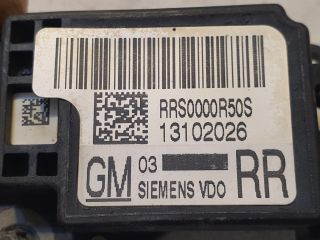 RRS0000R50S
13102026
GM 03 RR
SIEMENS VDO